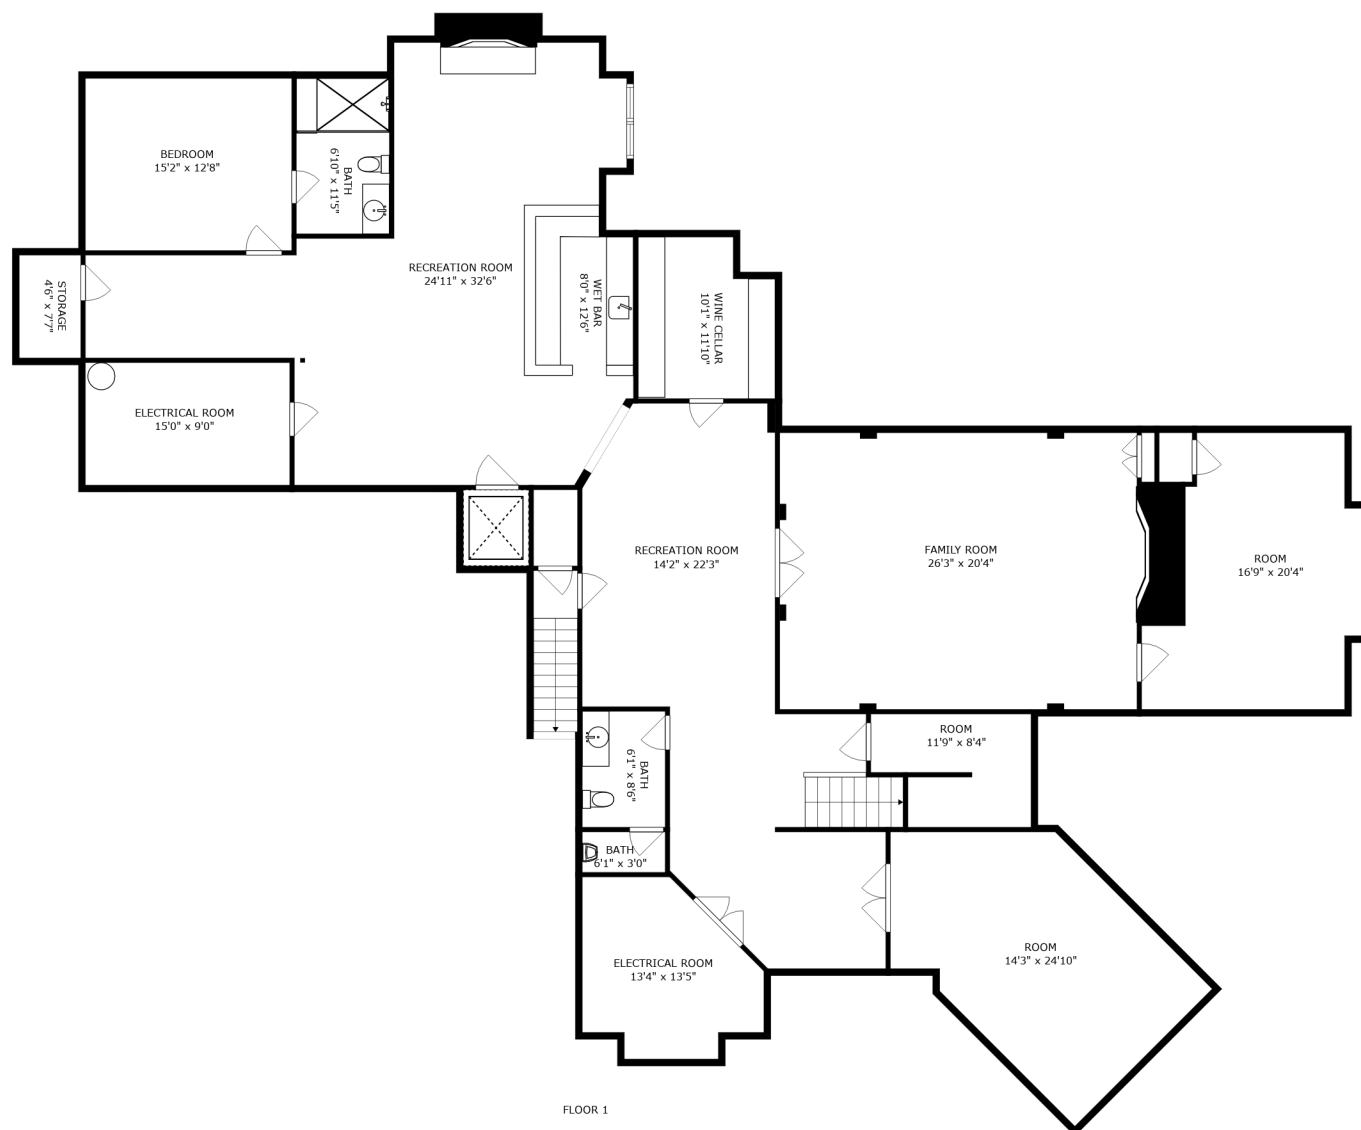 BEDROOM
15'2" x 12'8"
BATH
6'10" x 11'5"
RECREATION ROOM
24'11" x 32'6"
WET BAR
8'0" x 12'6"
WINE CELLAR
10'1" x 11'10"
STORAGE
4'6" x 7'7"
ELECTRICAL ROOM
15'0" x 9'0"
RECREATION ROOM
14'2" x 22'3"
FAMILY ROOM
26'3" x 20'4"
ROOM
16'9" x 20'4"
ROOM
11'9" x 8'4"
BATH
6'1" x 8'6"
BATH
6'1" x 3'0"
ELECTRICAL ROOM
13'4" x 13'5"
ROOM
14'3" x 24'10"
FLOOR 1